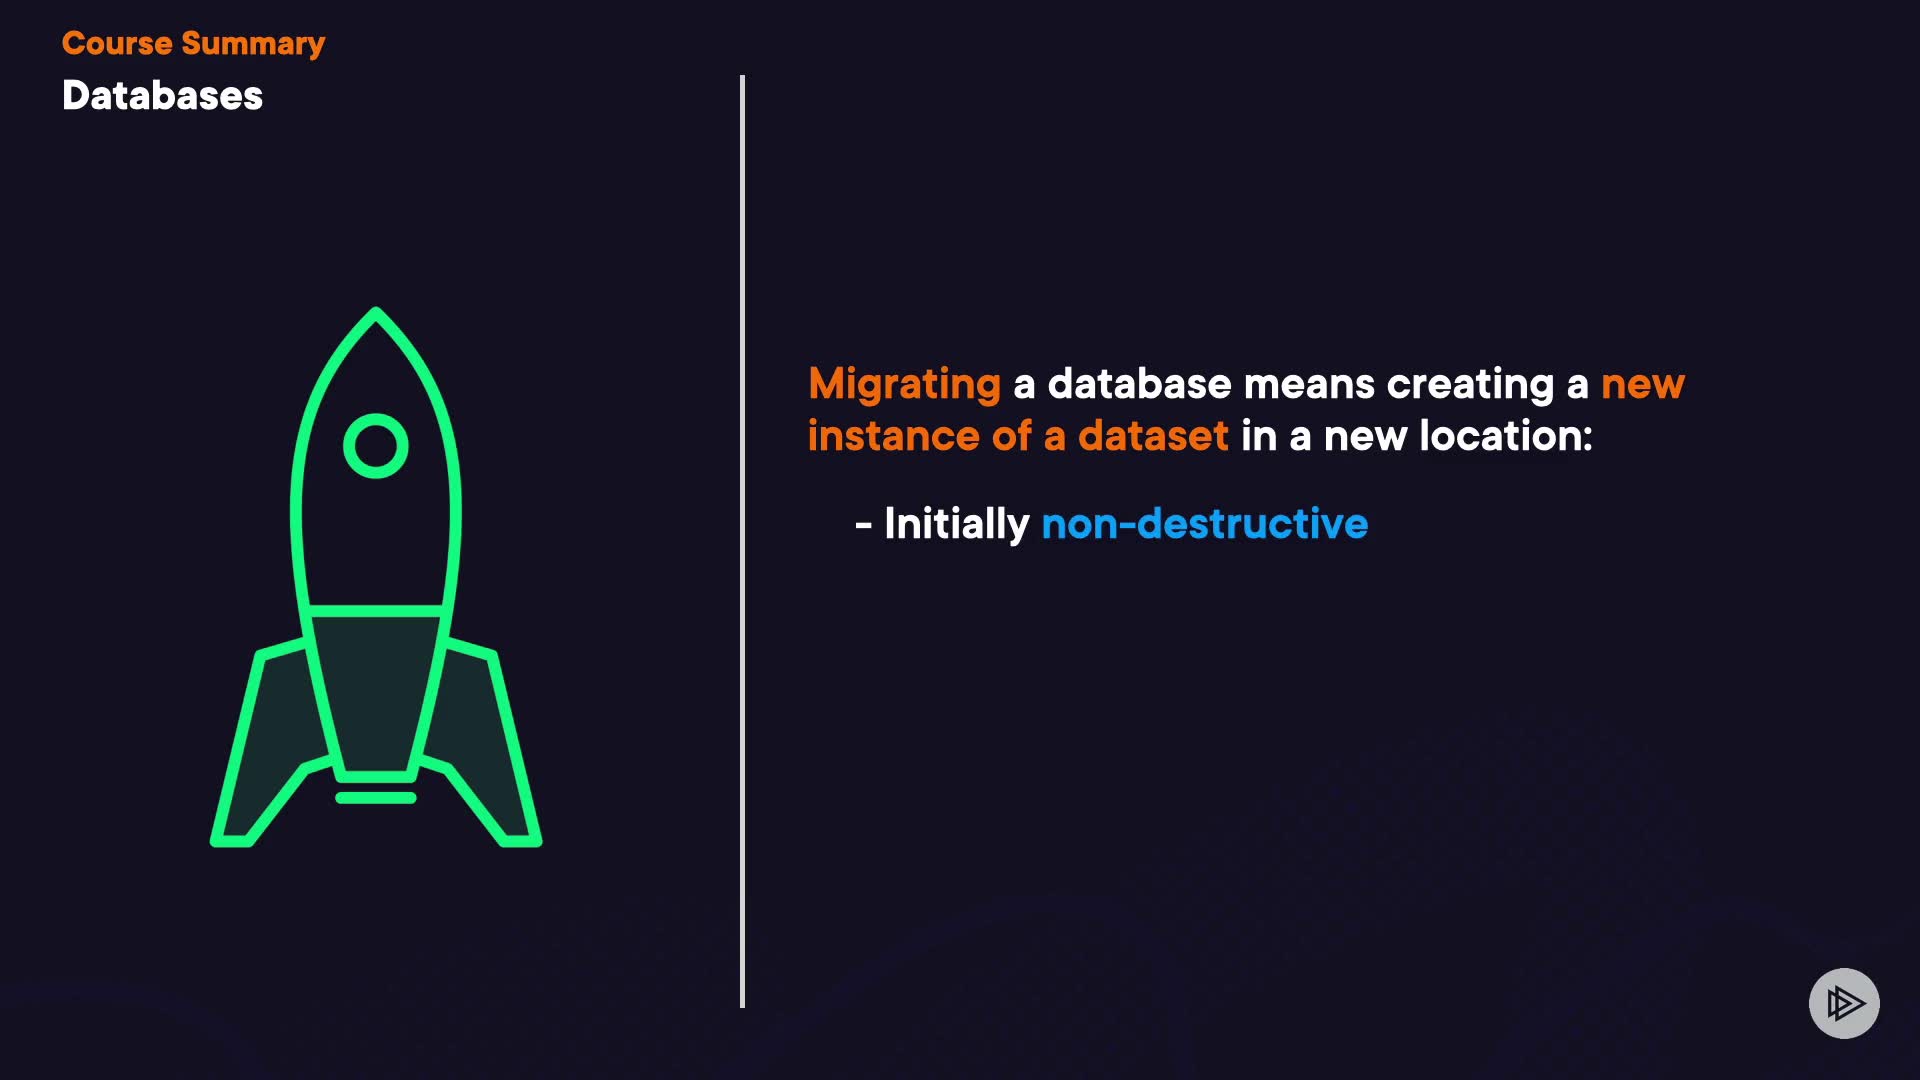 Course Summary
Databases
Migrating a database means creating a new
instance of a dataset in a new location:
- Initially non-destructive